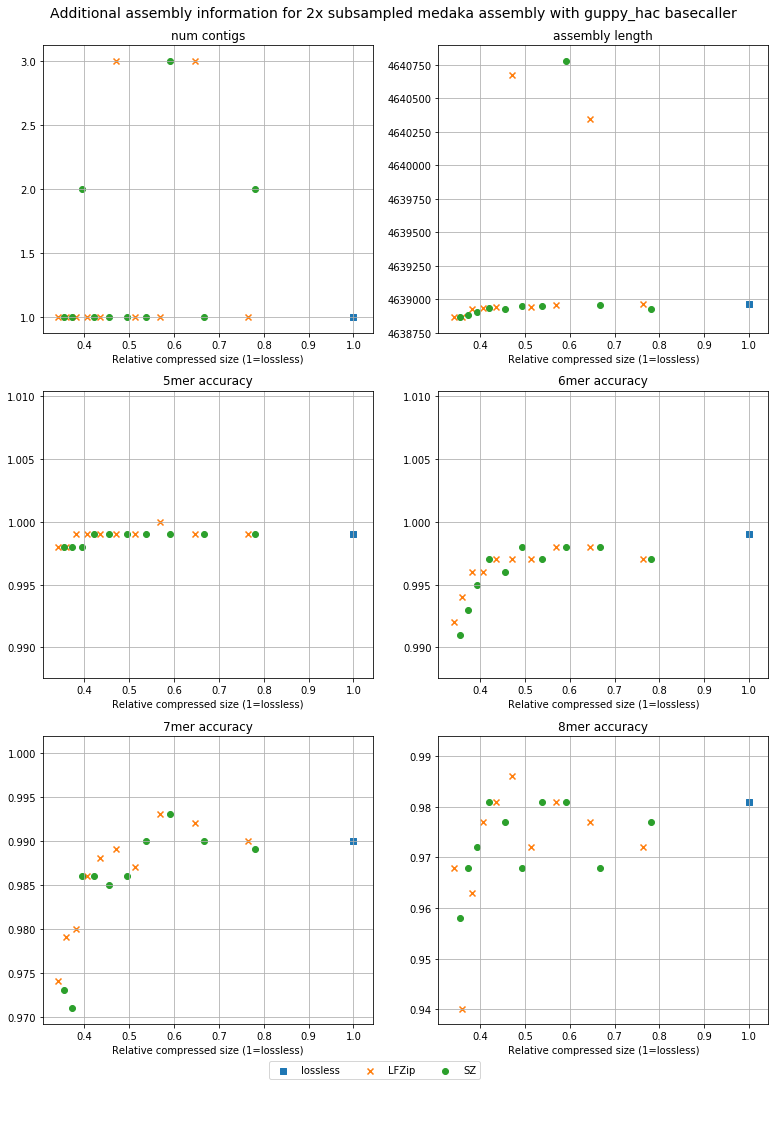 Additional assembly information for 2x subsampled medaka assembly with guppy_hac basecaller
num contigs
3.0
2.5
2.0
1.5
1.0
0.4 0.5 0.6 0.7 0.8 0.9 1.0
Relative compressed size (1=lossless)
assembly length
4640750
4640500
4640250
4640000
4639750
4639500
4639250
4639000
4638750
0.4 0.5 0.6 0.7 0.8 0.9 1.0
Relative compressed size (1=lossless)
5mer accuracy
1.010
1.005
1.000
0.995
0.990
0.4 0.5 0.6 0.7 0.8 0.9 1.0
Relative compressed size (1=lossless)
6mer accuracy
1.010
1.005
1.000
0.995
0.990
0.4 0.5 0.6 0.7 0.8 0.9 1.0
Relative compressed size (1=lossless)
7mer accuracy
1.000
0.995
0.990
0.985
0.980
0.975
0.970
0.4 0.5 0.6 0.7 0.8 0.9 1.0
Relative compressed size (1=lossless)
8mer accuracy
0.99
0.98
0.97
0.96
0.95
0.94
0.4 0.5 0.6 0.7 0.8 0.9 1.0
Relative compressed size (1=lossless)
lossless LFZip SZ